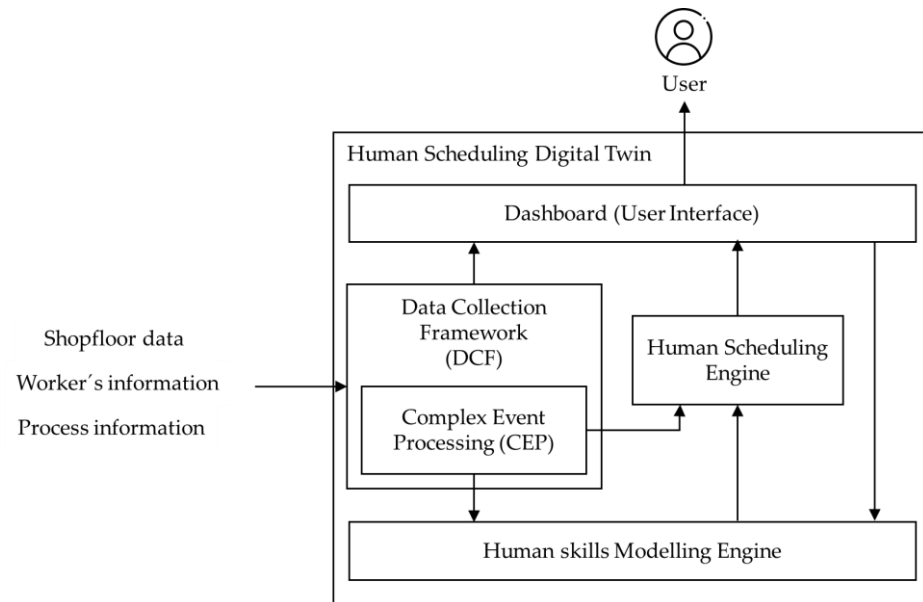 User
Human Scheduling Digital Twin
Dashboard (User Interface)
Data Collection
Framework
(DCF)
Shopfloor data
Worker´s information
Process information
Human Scheduling
Engine
Complex Event
Processing (CEP)
Human skills Modelling Engine